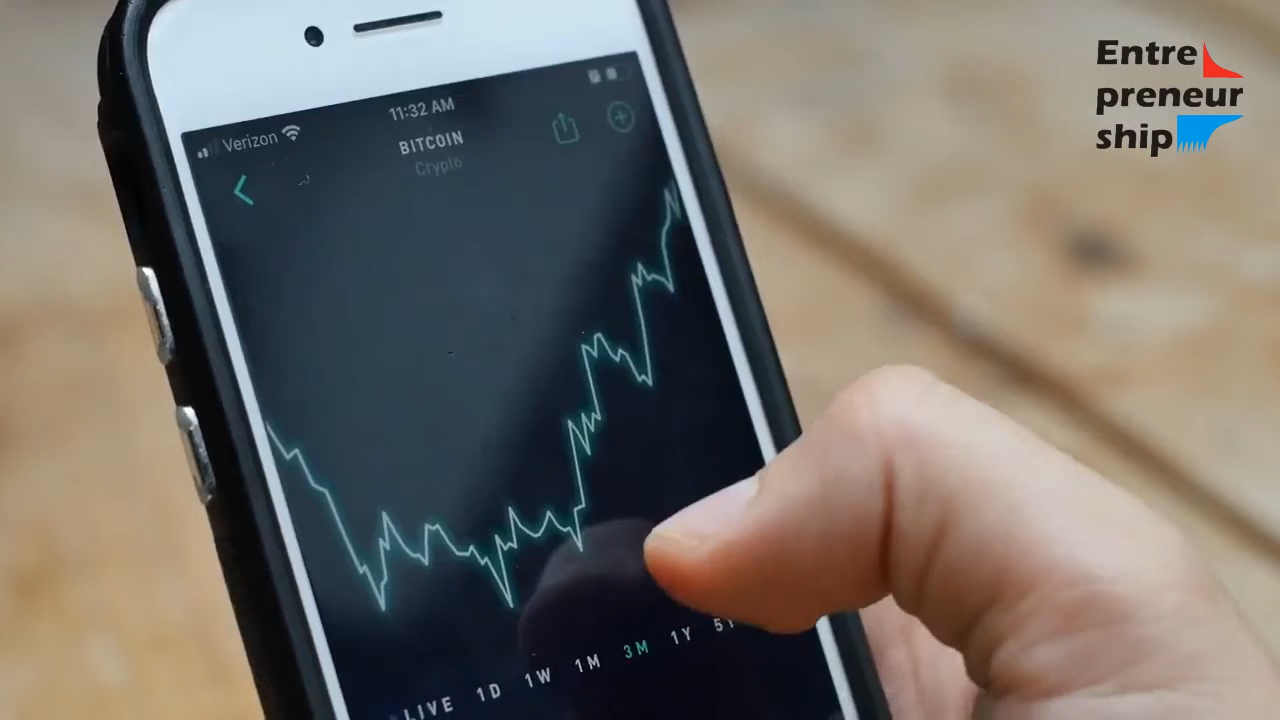 Entre
preneur
ship
11:32 AM
Verizon
BITCOIN
Crypto
LIVE 1D 1W 1M 3M 1Y